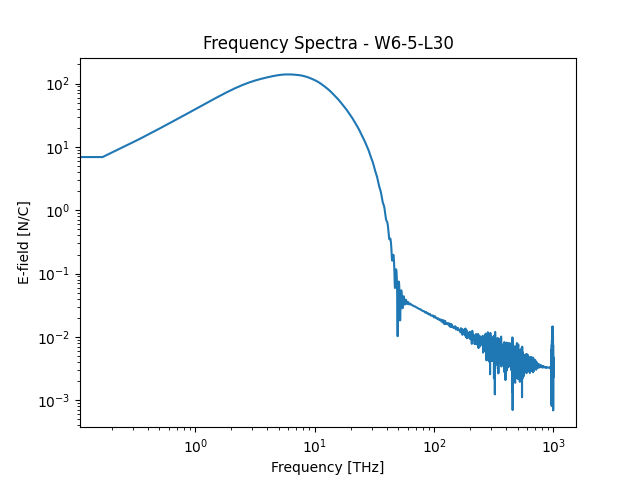 Frequency Spectra - W6-5-L30
E-field [N/C]
10²
10¹
10⁰
10⁻¹
10⁻²
10⁻³
10⁰ 10¹ 10² 10³
Frequency [THz]